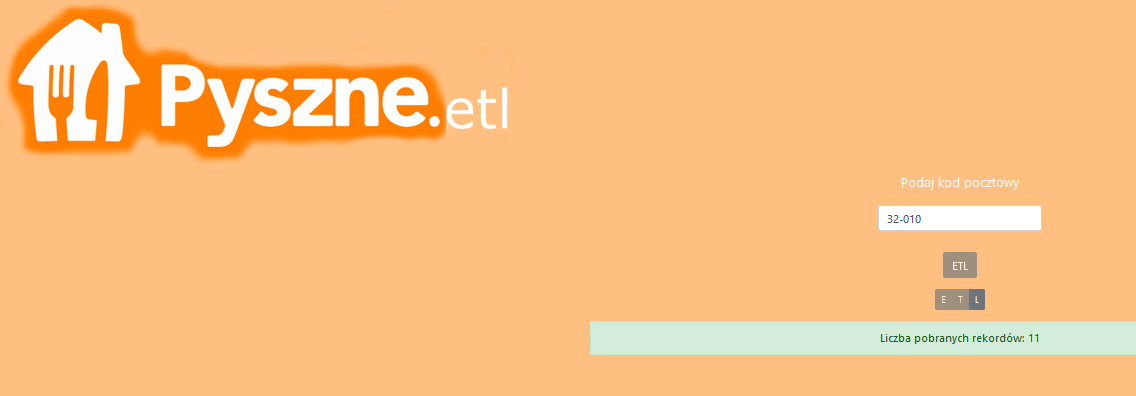 Pyszne.etl
Podaj kod pocztowy
32-010
ETL
E T L
Liczba pobranych rekordów: 11